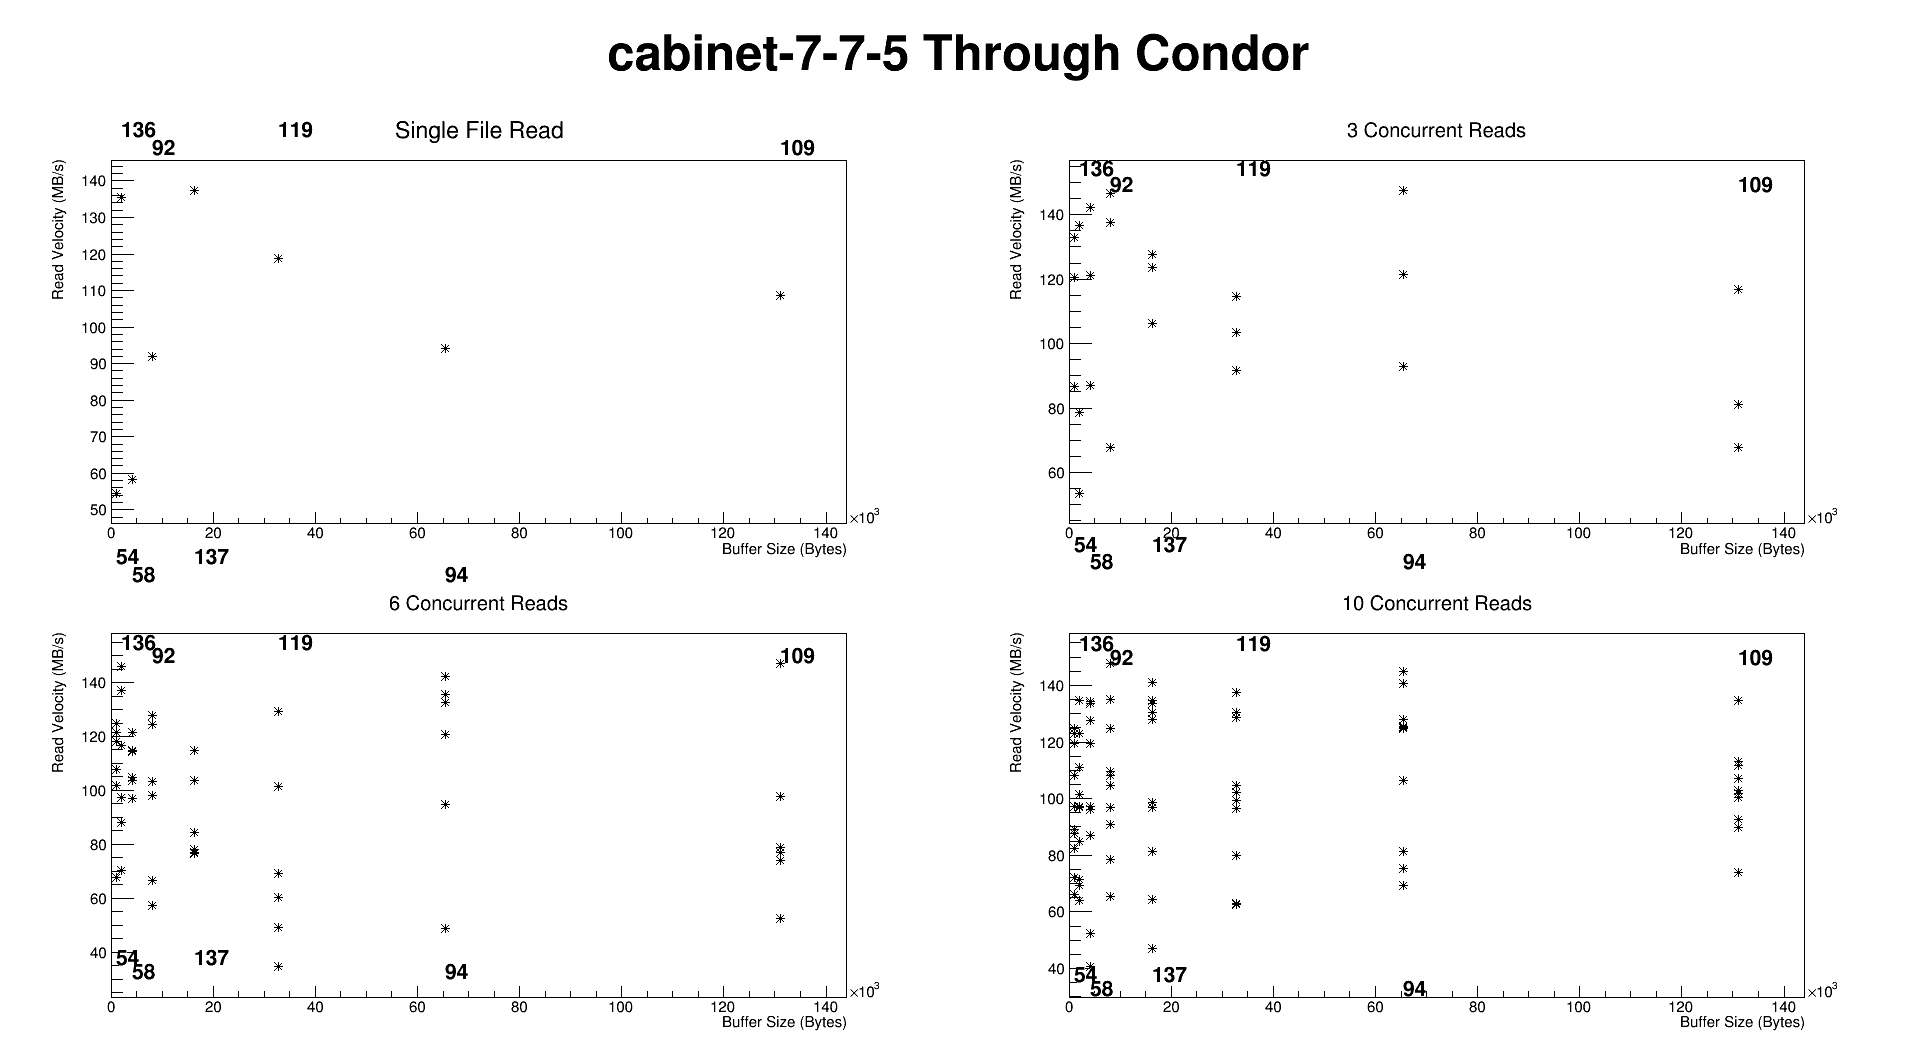 cabinet-7-7-5 Through Condor
136 119 Single File Read
92 109
Read Velocity (MB/s)
140
130
120
110
100
90
80
70
60
50
0 20 40 60 80 100 120 140 ×10³
Buffer Size (Bytes)
54 137
58 94
3 Concurrent Reads
136 119
92 109
Read Velocity (MB/s)
140
120
100
80
60
0 20 40 60 80 100 120 140 ×10³
Buffer Size (Bytes)
54 137
58 94
6 Concurrent Reads
136 119
92 109
Read Velocity (MB/s)
140
120
100
80
60
40
54 137
58 94
0 20 40 60 80 100 120 140 ×10³
Buffer Size (Bytes)
10 Concurrent Reads
136 119
92 109
Read Velocity (MB/s)
140
120
100
80
60
40
54 137
58 94
0 20 40 60 80 100 120 140 ×10³
Buffer Size (Bytes)